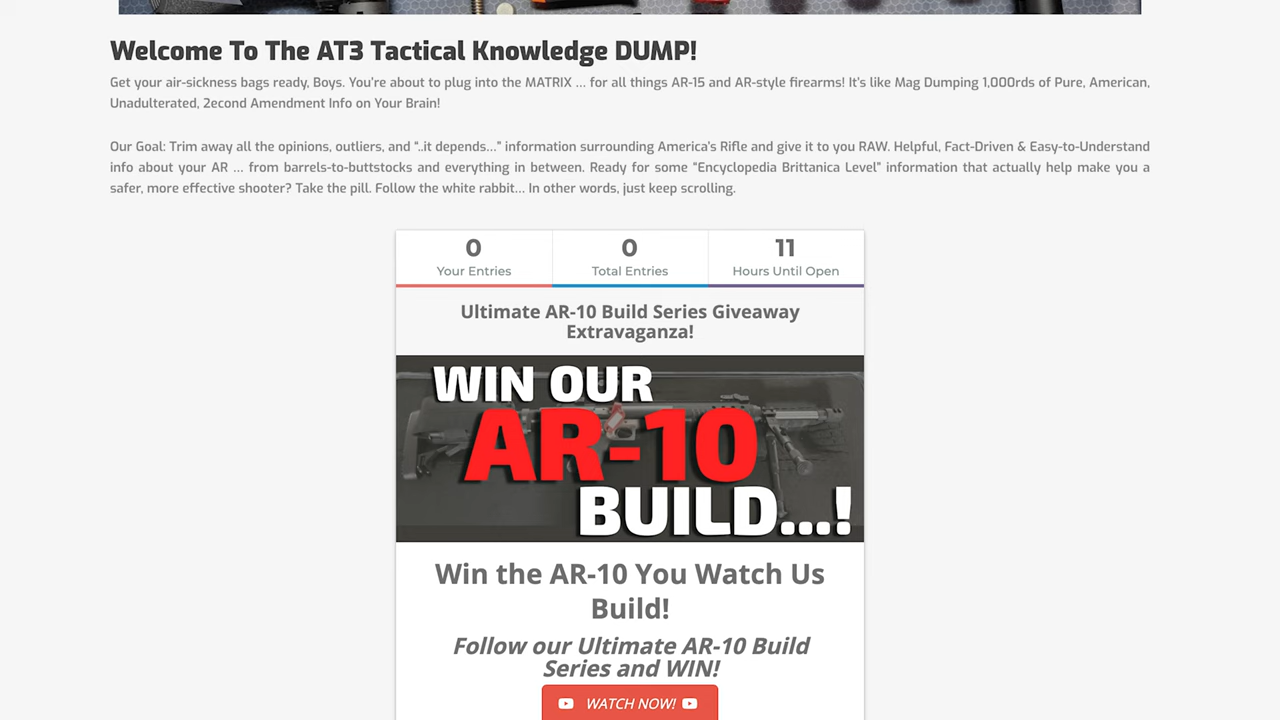 Welcome To The AT3 Tactical Knowledge DUMP!
Get your air-sickness bags ready, Boys. You're about to plug into the MATRIX ... for all things AR-15 and AR-style firearms! It's like Mag Dumping 1,000rds of Pure, American,
Unadulterated, 2econd Amendment Info on Your Brain!
Our Goal: Trim away all the opinions, outliers, and "..it depends..." information surrounding America's Rifle and give it to you RAW. Helpful, Fact-Driven & Easy-to-Understand
info about your AR ... from barrels-to-buttstocks and everything in between. Ready for some "Encyclopedia Brittanica Level" information that actually help make you a
safer, more effective shooter? Take the pill. Follow the white rabbit... In other words, just keep scrolling.
0 0 11
Your Entries Total Entries Hours Until Open
Ultimate AR-10 Build Series Giveaway
Extravaganza!
WIN OUR
AR-10
BUILD...!
Win the AR-10 You Watch Us
Build!
Follow our Ultimate AR-10 Build
Series and WIN!
WATCH NOW!